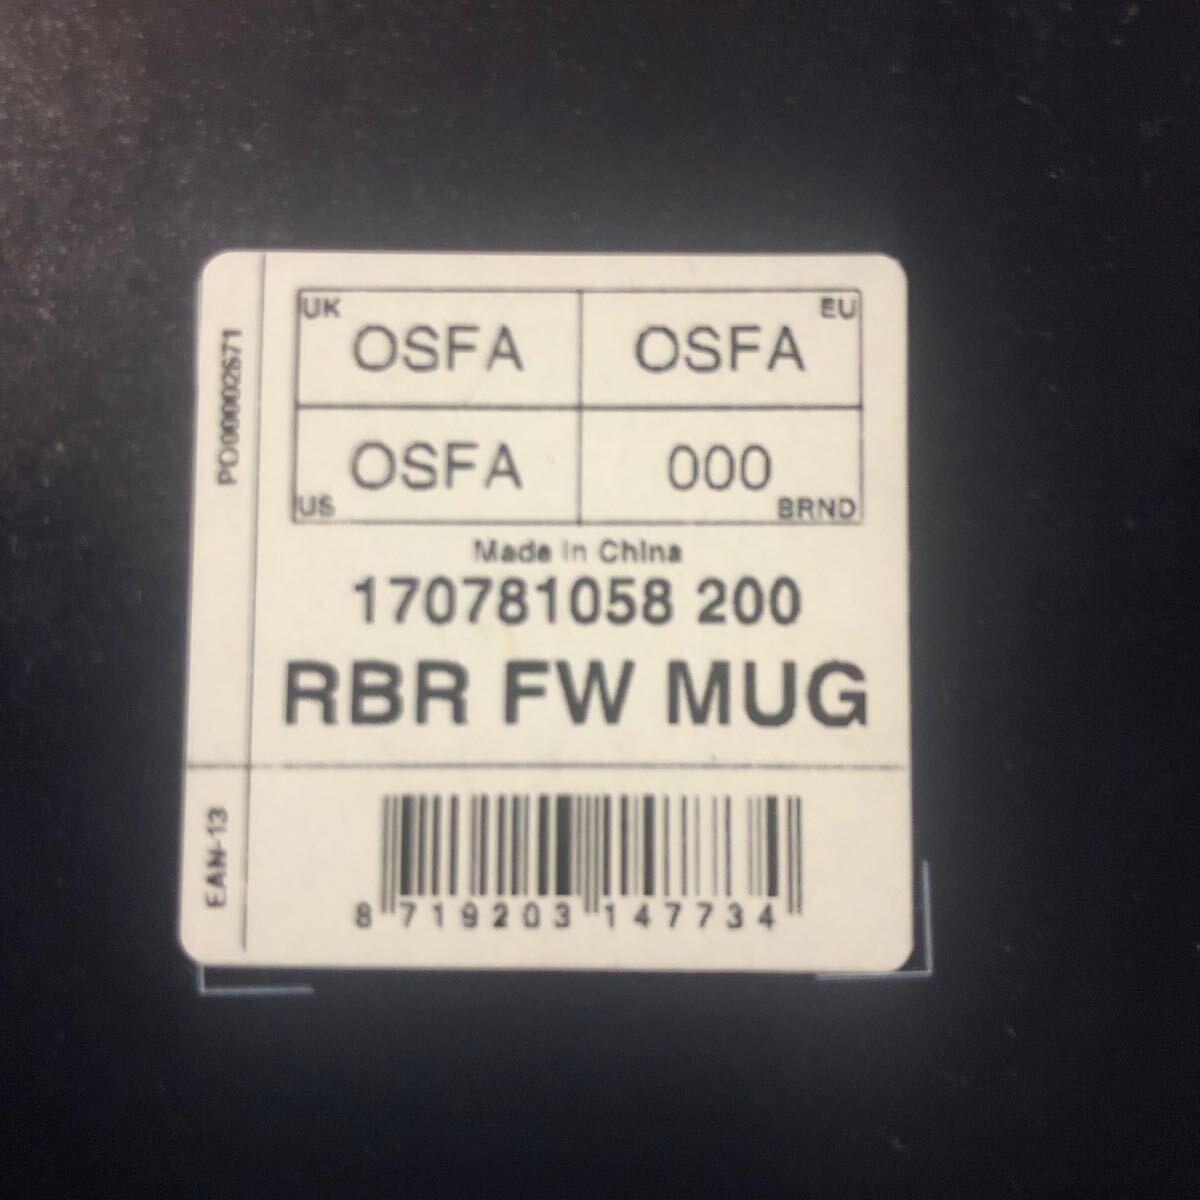 UK OSFA
OSFA EU
US OSFA
000 BRND
Made in China
170781058 200
RBR FW MUG
PO00002671
EAN-13
8 719203 147734